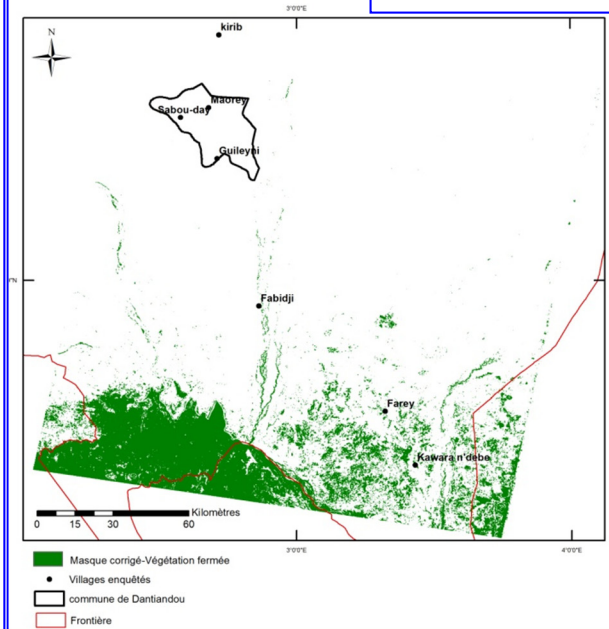 3°0'0"E
kirib
N
Maorey
Sabou-day
Guileyni
Fabidji
Farey
Kawara n'debe
Kilomètres
0 15 30 60
3°0'0"E 4°0'0"E
Masque corrigé-Végétation fermée
Villages enquêtés
commune de Dantiandou
Frontière